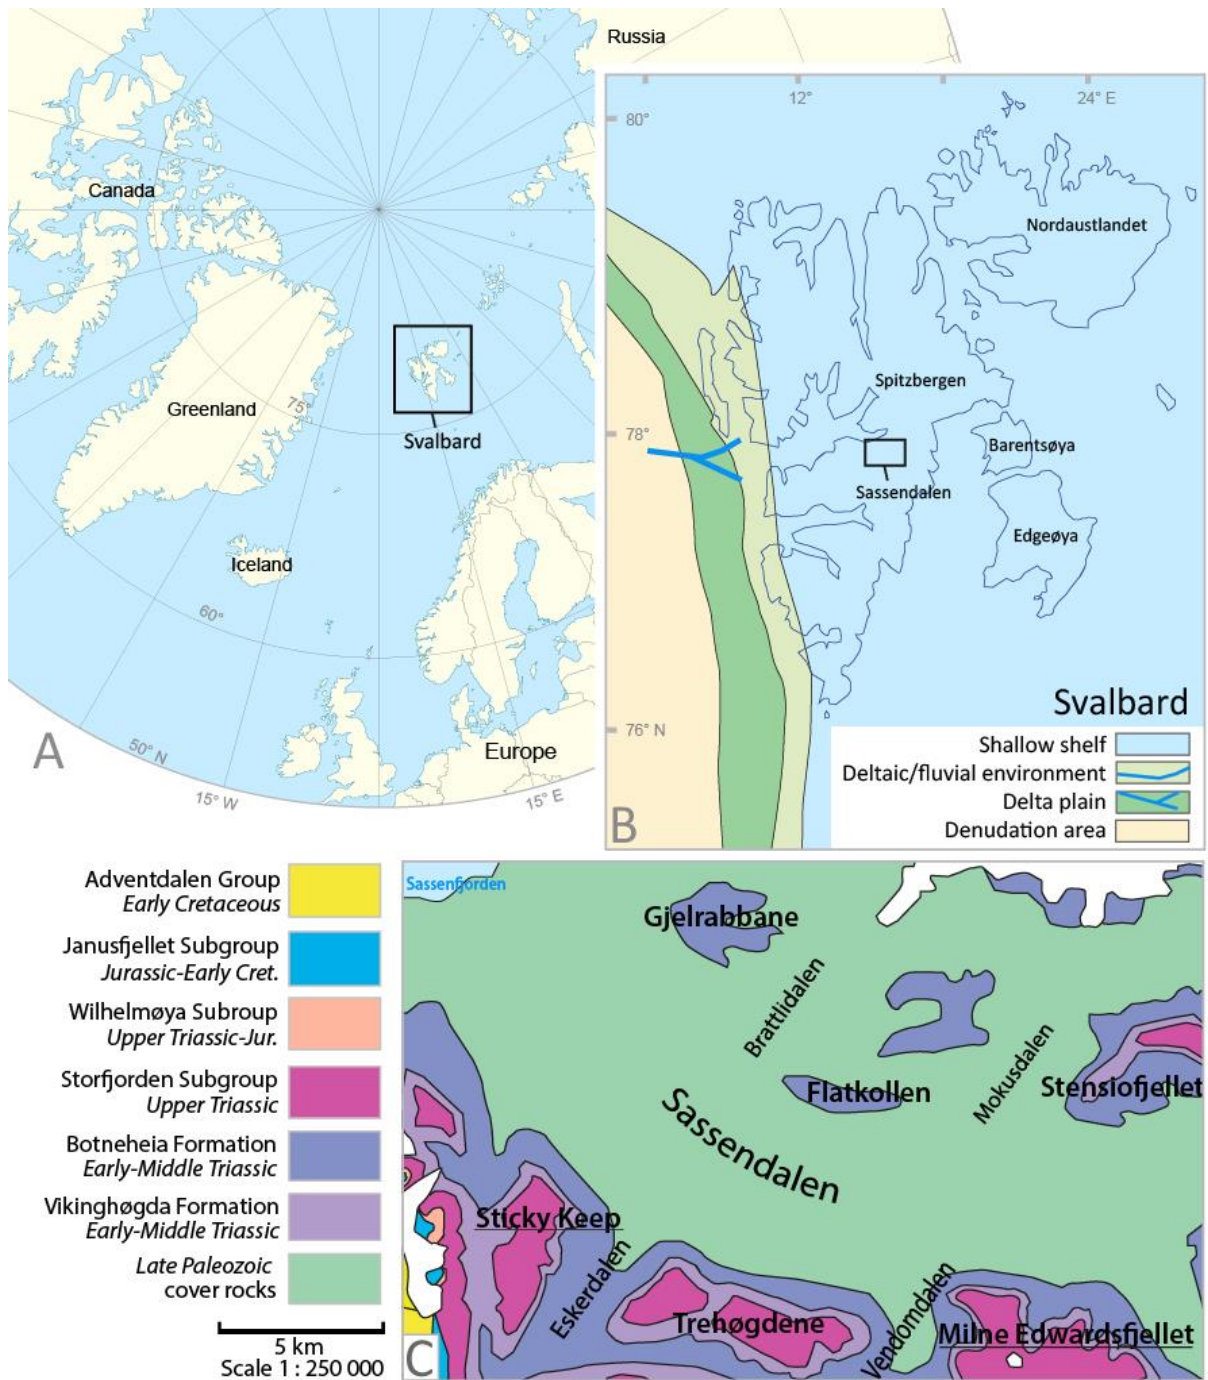 Russia
Canada
Greenland
75°
Svalbard
Iceland
60°
Europe
50° N
15° W
15° E
A
12°
24° E
80°
Nordaustlandet
Spitzbergen
78°
Barentsøya
Sassendalen
Edgeøya
76° N
Svalbard
Shallow shelf
Deltaic/fluvial environment
Delta plain
Denudation area
B
Adventdalen Group
Early Cretaceous
Janusfjellet Subgroup
Jurassic-Early Cret.
Wilhelmøya Subroup
Upper Triassic-Jur.
Storfjorden Subgroup
Upper Triassic
Botneheia Formation
Early-Middle Triassic
Vikinghøgda Formation
Early-Middle Triassic
Late Paleozoic
cover rocks
5 km
Scale 1 : 250 000
Sassenfjorden
Gjelrabbane
Brattlidalen
Mokusdalen
Flatkollen
Stensiofjellet
Sassendalen
Sticky Keep
Eskerdalen
Trehøgdene
Vendomdalen
Milne Edwardsfjellet
C